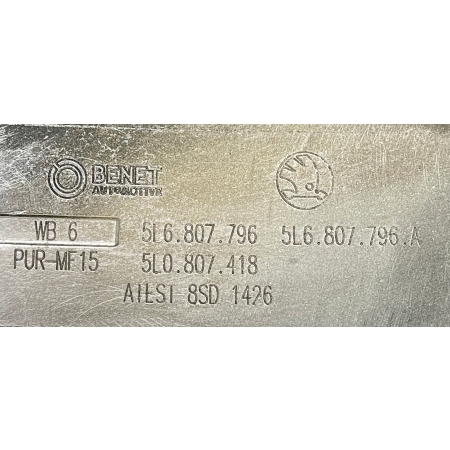 BENET
AUTOMOTIVE
WB 6 5L6.807.796 5L6.807.796.A
PUR-MF15 5L0.807.418
AILSI 8SD 1426